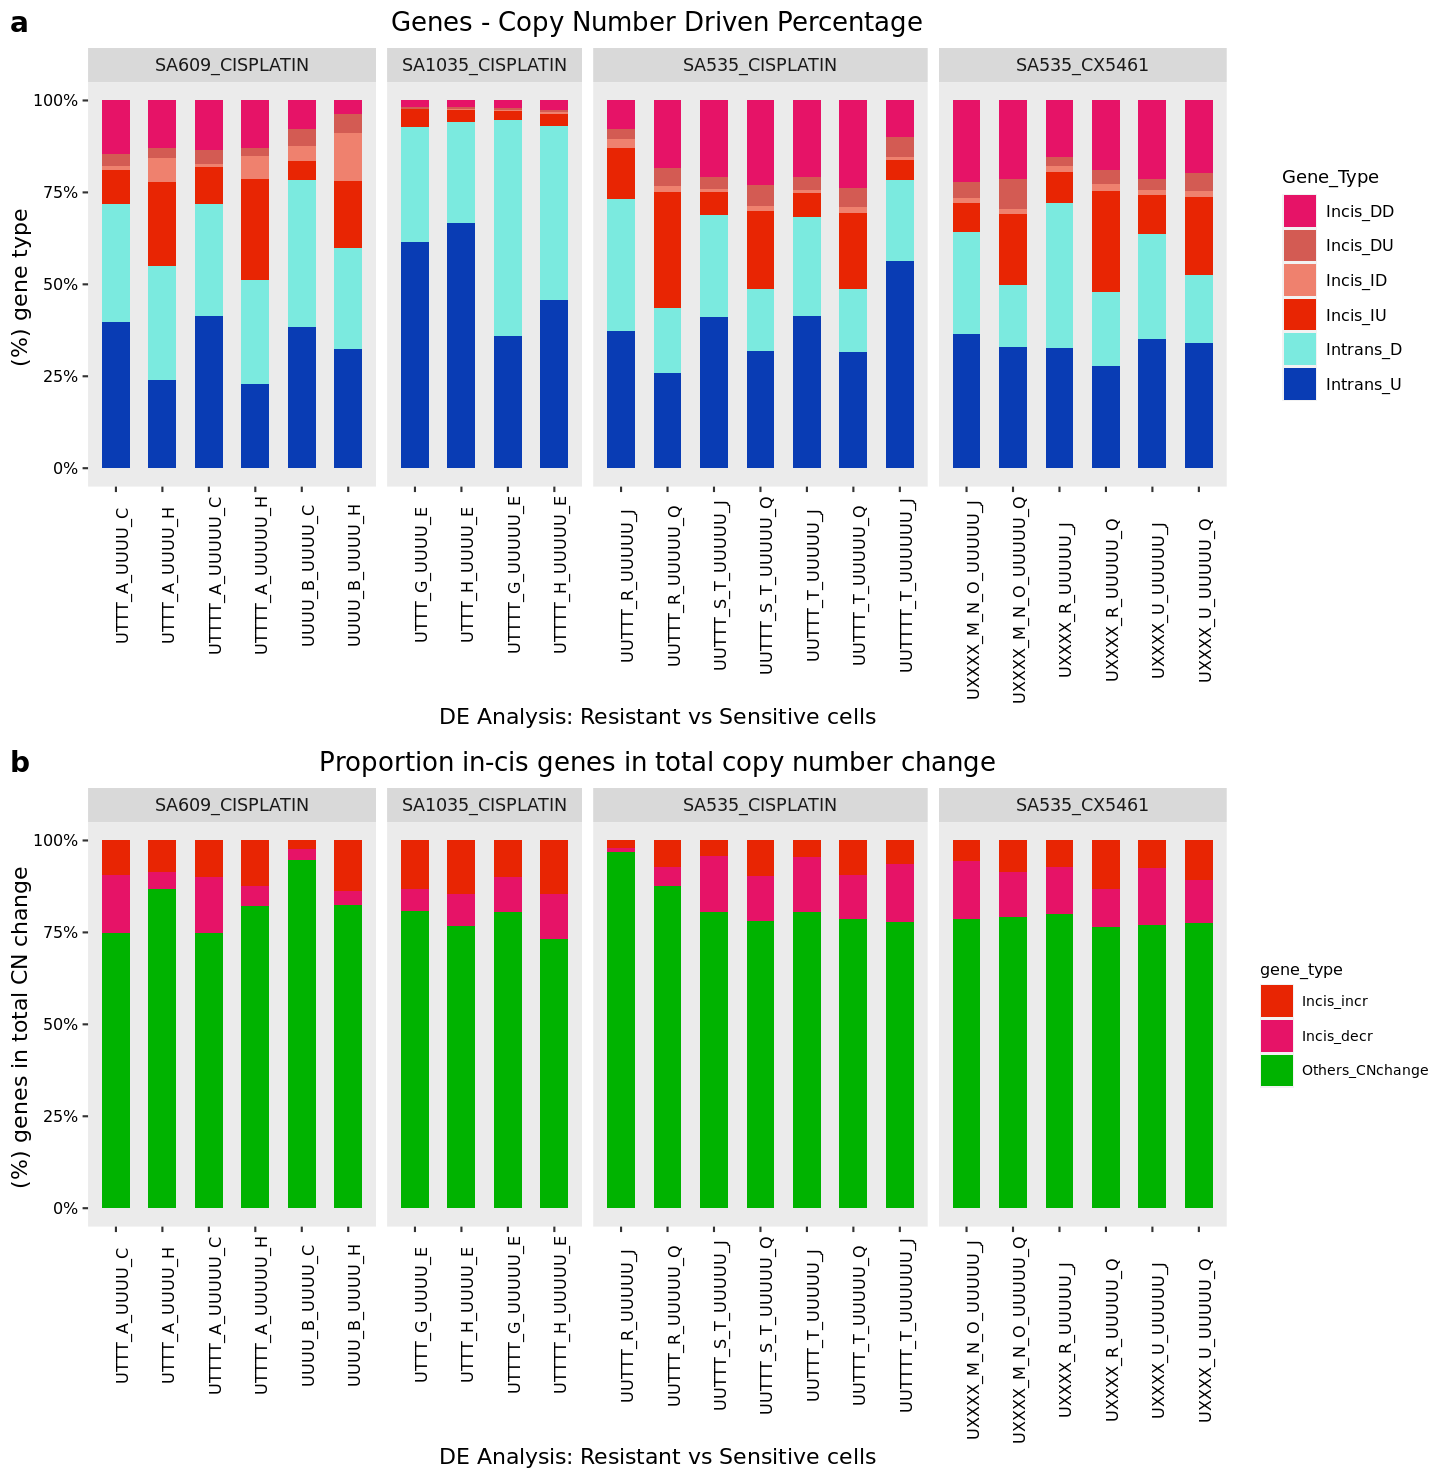 a
Genes - Copy Number Driven Percentage
SA609_CISPLATIN
SA1035_CISPLATIN
SA535_CISPLATIN
SA535_CX5461
100%
75%
50%
25%
0%
(%) gene type
UTTTT_A_UUUU_C
UTTTT_A_UUUU_H
UTTTT_A_UUUUU_C
UTTTT_A_UUUUU_H
UUUU_B_UUUU_C
UUUU_B_UUUU_H
UTTT_G_UUUU_E
UTTT_H_UUUU_E
UTTTT_G_UUUUU_E
UTTTT_H_UUUUU_E
UUTTT_R_UUUUU_J
UUTTT_R_UUUUU_Q
UUTTT_S_T_UUUUU_J
UUTTT_S_T_UUUUU_Q
UUTTT_T_UUUUU_J
UUTTT_T_UUUUU_Q
UUTTTT_T_UUUUUU_J
UXXXX_M_N_O_UUUUU_J
UXXXX_M_N_O_UUUUU_Q
UXXXX_R_UUUUU_J
UXXXX_R_UUUUU_Q
UXXXX_U_UUUUU_J
UXXXX_U_UUUUU_Q
DE Analysis: Resistant vs Sensitive cells
Gene_Type
Incis_DD
Incis_DU
Incis_ID
Incis_IU
Intrans_D
Intrans_U
b
Proportion in-cis genes in total copy number change
SA609_CISPLATIN
SA1035_CISPLATIN
SA535_CISPLATIN
SA535_CX5461
100%
75%
50%
25%
0%
(%) genes in total CN change
UTTTT_A_UUUU_C
UTTTT_A_UUUU_H
UTTTT_A_UUUUU_C
UTTTT_A_UUUUU_H
UUUU_B_UUUU_C
UUUU_B_UUUU_H
UTTT_G_UUUU_E
UTTT_H_UUUU_E
UTTTT_G_UUUUU_E
UTTTT_H_UUUUU_E
UUTTT_R_UUUUU_J
UUTTT_R_UUUUU_Q
UUTTT_S_T_UUUUU_J
UUTTT_S_T_UUUUU_Q
UUTTT_T_UUUUU_J
UUTTT_T_UUUUU_Q
UUTTTT_T_UUUUUU_J
UXXXX_M_N_O_UUUUU_J
UXXXX_M_N_O_UUUUU_Q
UXXXX_R_UUUUU_J
UXXXX_R_UUUUU_Q
UXXXX_U_UUUUU_J
UXXXX_U_UUUUU_Q
DE Analysis: Resistant vs Sensitive cells
gene_type
Incis_incr
Incis_decr
Others_CNchange